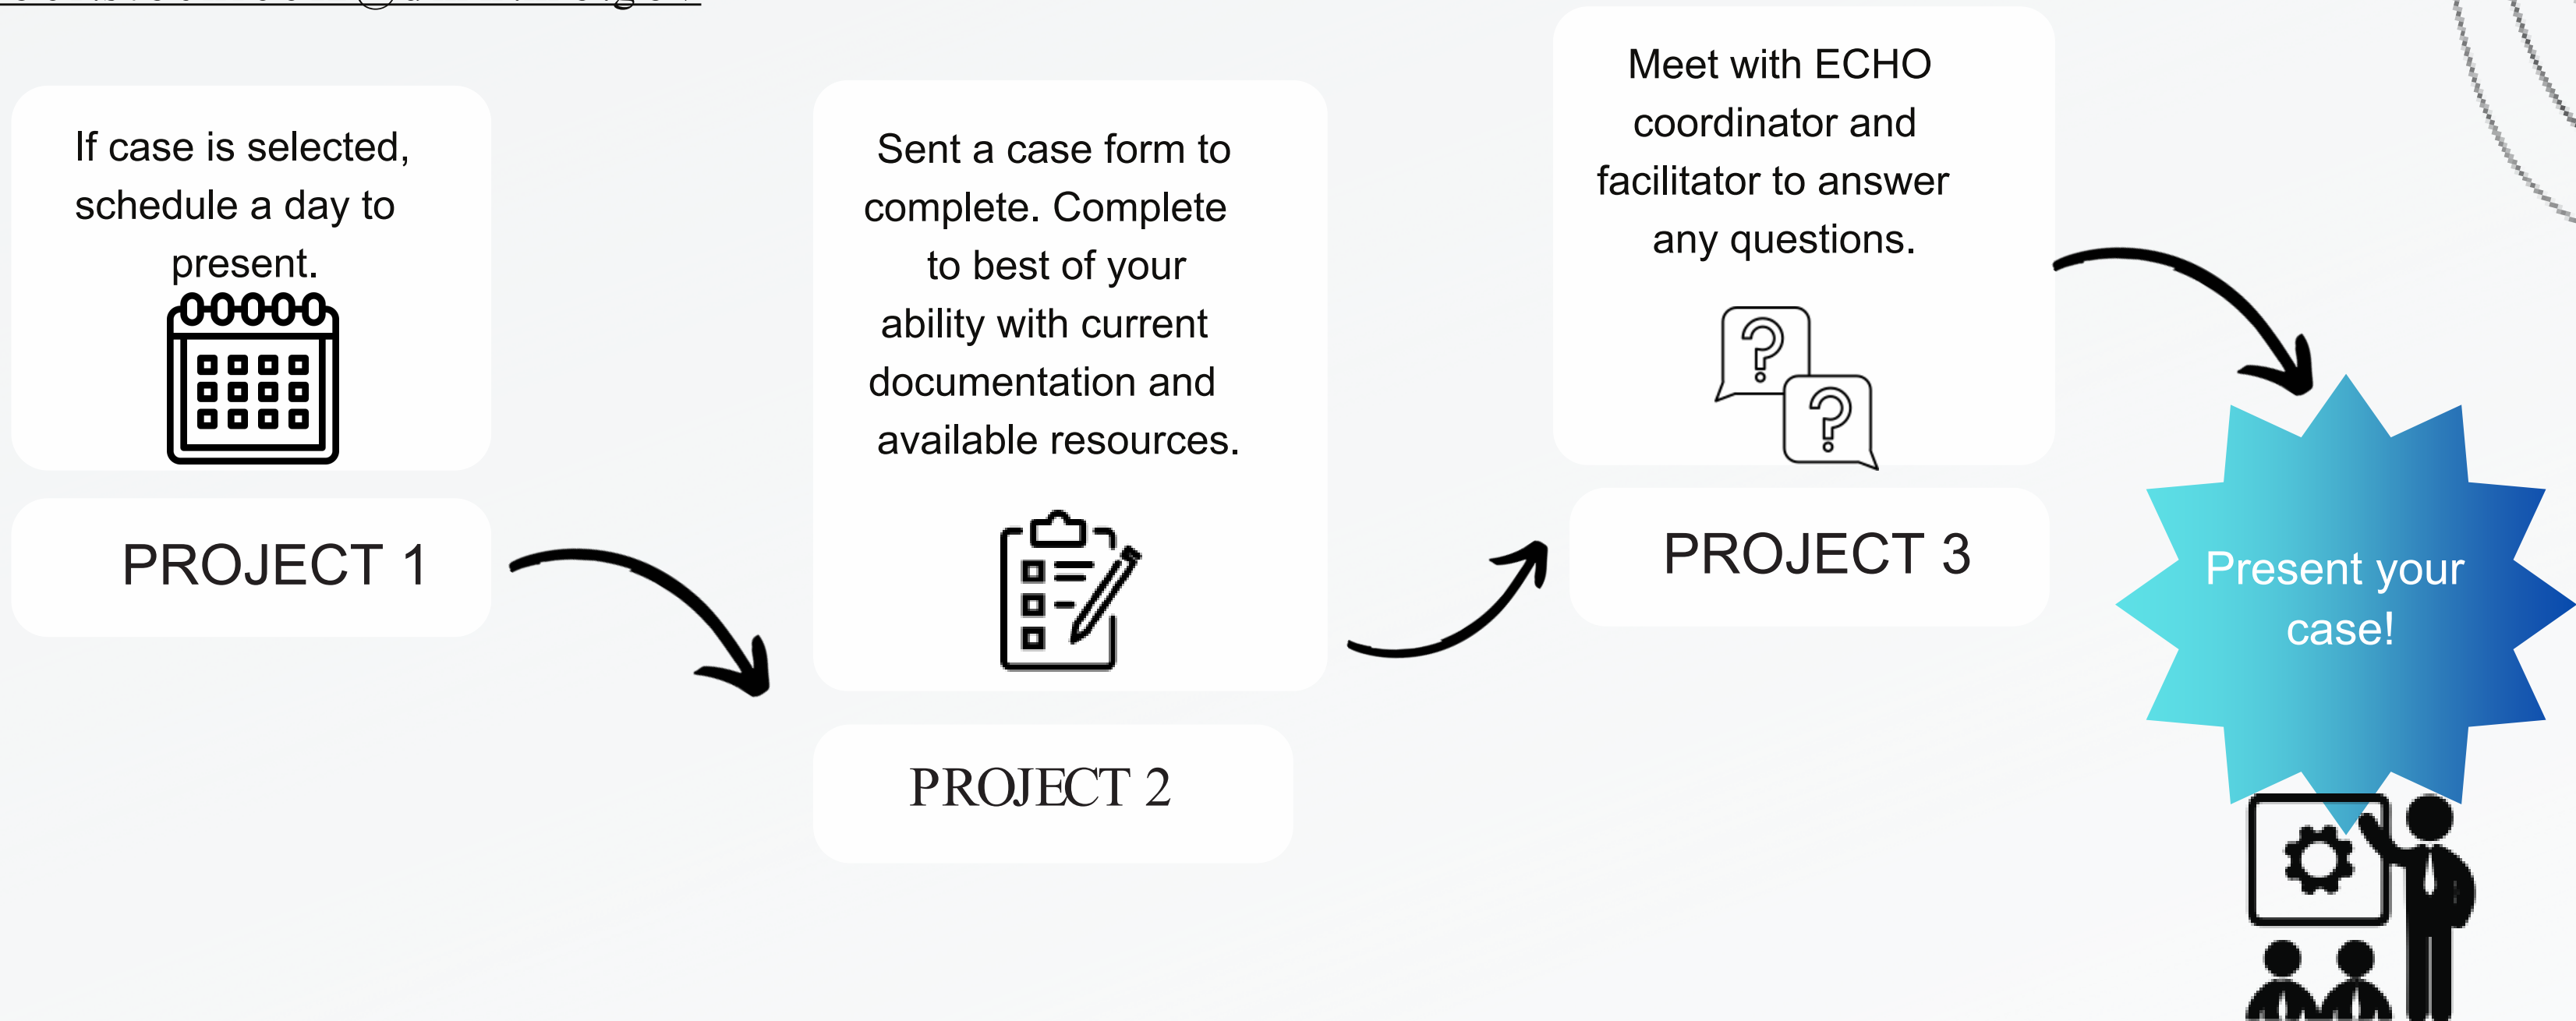 If case is selected,
schedule a day to
present.
PROJECT 1
Sent a case form to
complete. Complete
to best of your
ability with current
documentation and
available resources.
PROJECT 2
Meet with ECHO
coordinator and
facilitator to answer
any questions.
PROJECT 3
Present your
case!